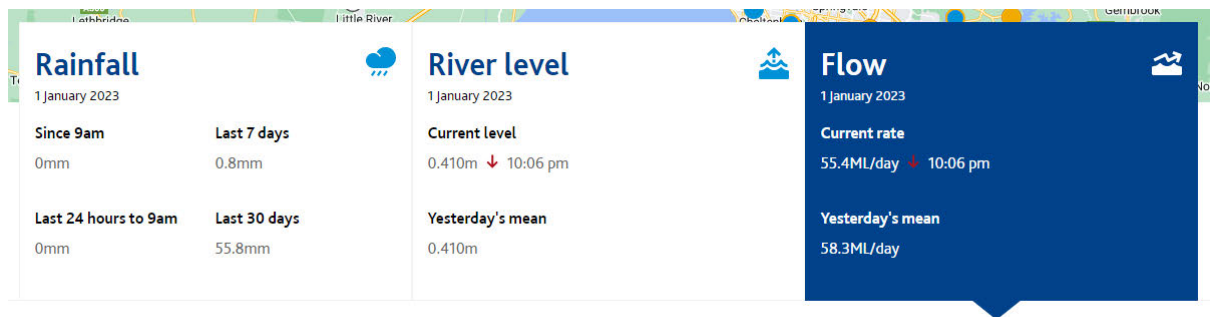 Lethbridge
Little River
Gembrook
Rainfall
1 January 2023
Since 9am
Last 7 days
0mm
0.8mm
Last 24 hours to 9am
Last 30 days
0mm
55.8mm
River level
1 January 2023
Current level
0.410m ↓ 10:06 pm
Yesterday's mean
0.410m
Flow
1 January 2023
Current rate
55.4ML/day ↓ 10:06 pm
Yesterday's mean
58.3ML/day